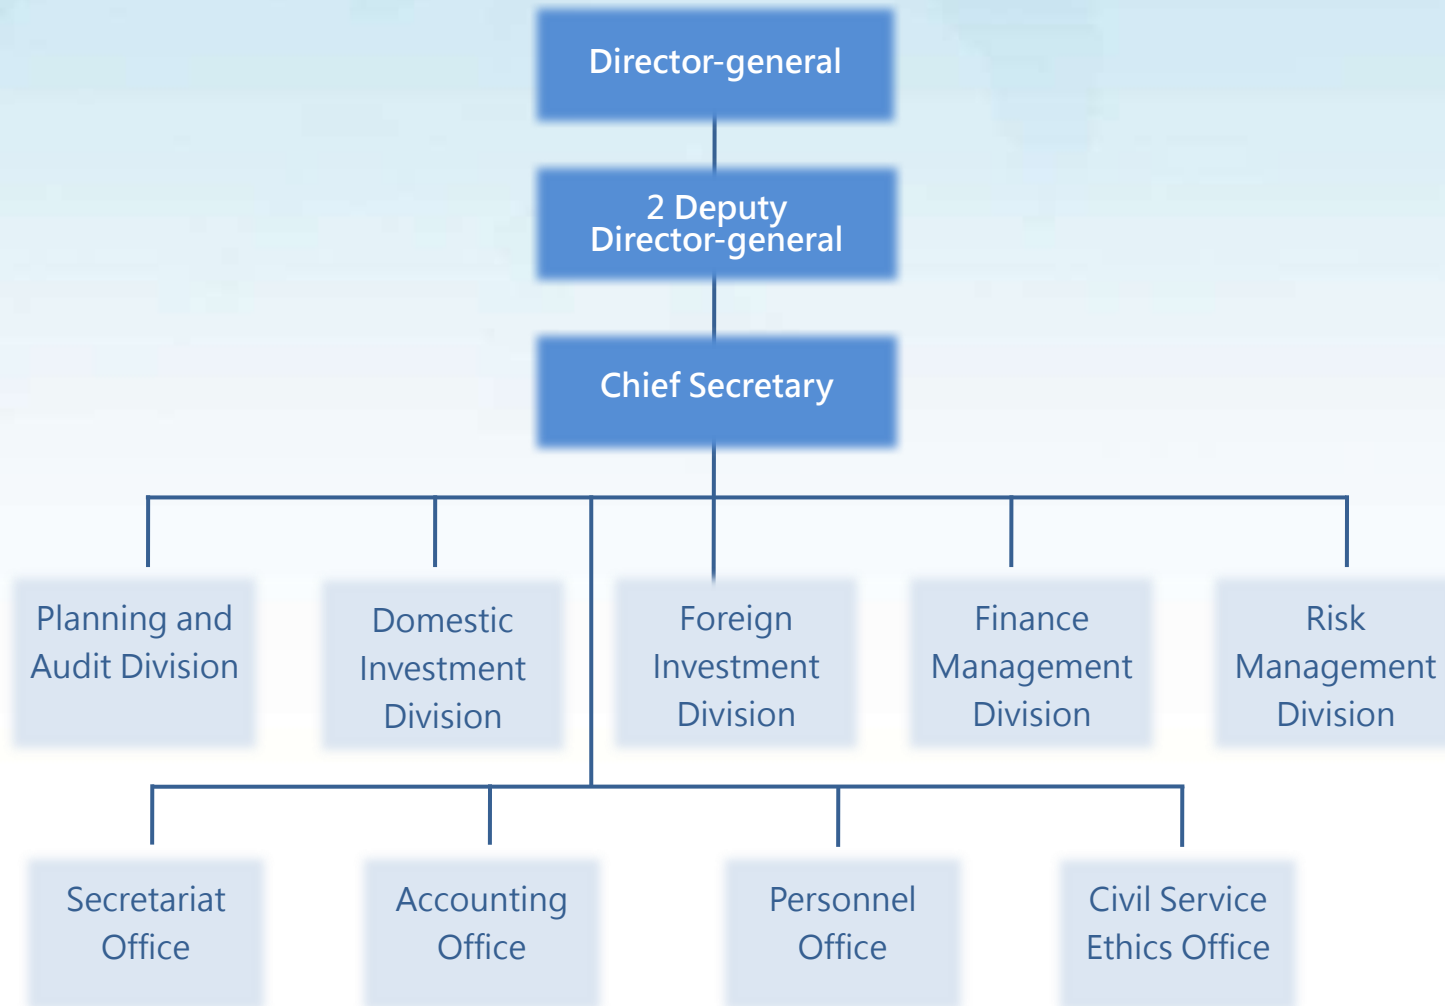 Director-general
2 Deputy
Director-general
Chief Secretary
Planning and
Audit Division
Domestic
Investment
Division
Foreign
Investment
Division
Finance
Management
Division
Risk
Management
Division
Secretariat
Office
Accounting
Office
Personnel
Office
Civil Service
Ethics Office